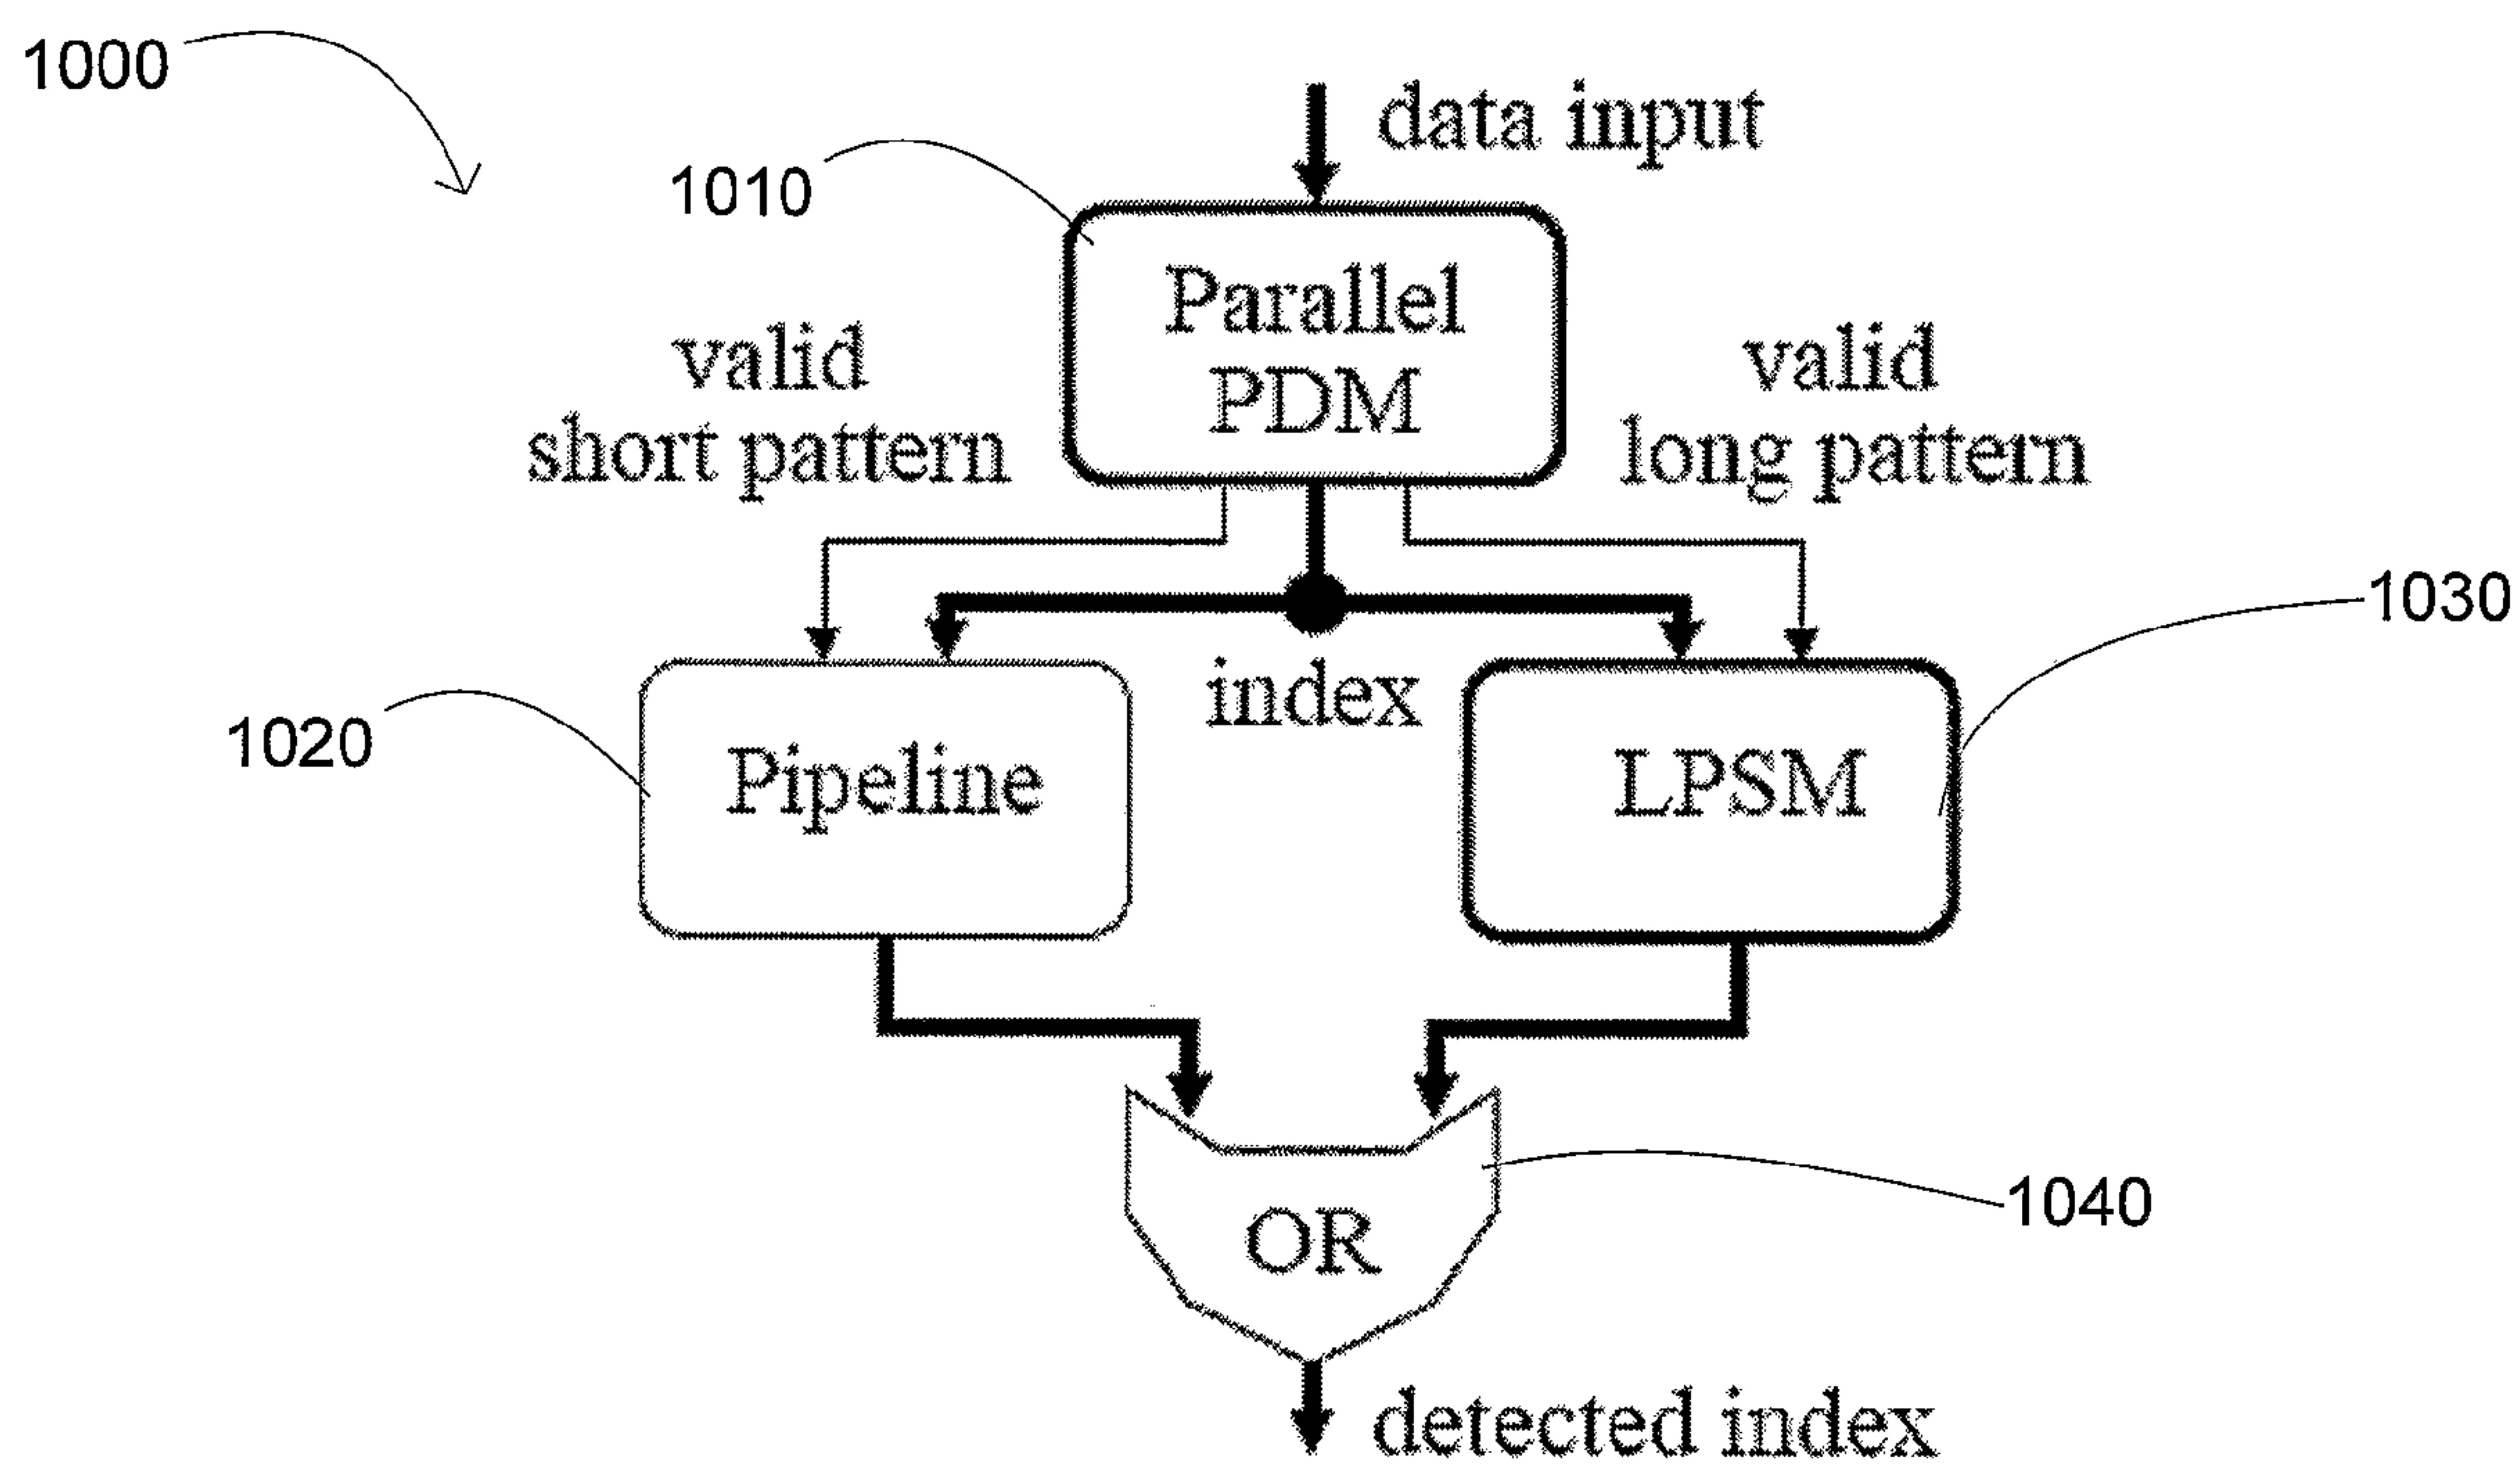 1000
data input
1010
Parallel
PDM
valid
short pattern
valid
long pattern
1030
index
1020
Pipeline
LPSM
1040
OR
detected index